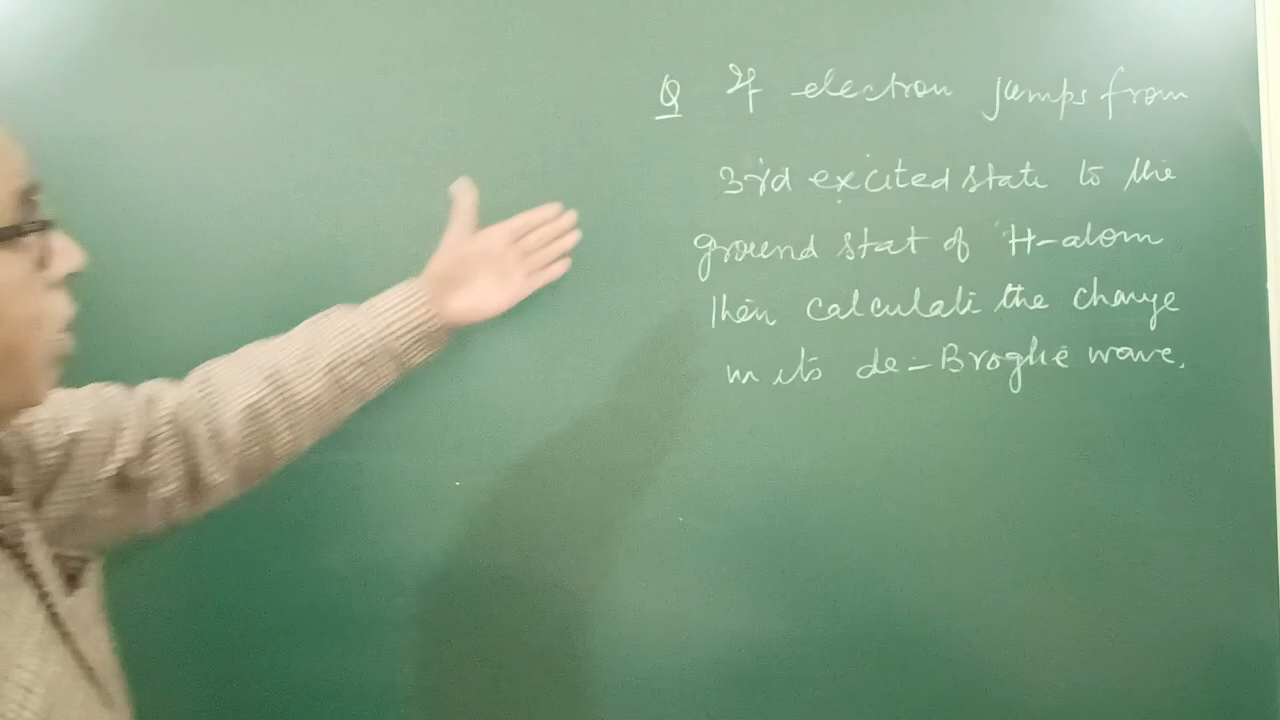 Q If electron jumps from
3rd excited state to the
ground stat of H-atom
then calculate the change
in its de-Broglie wave.